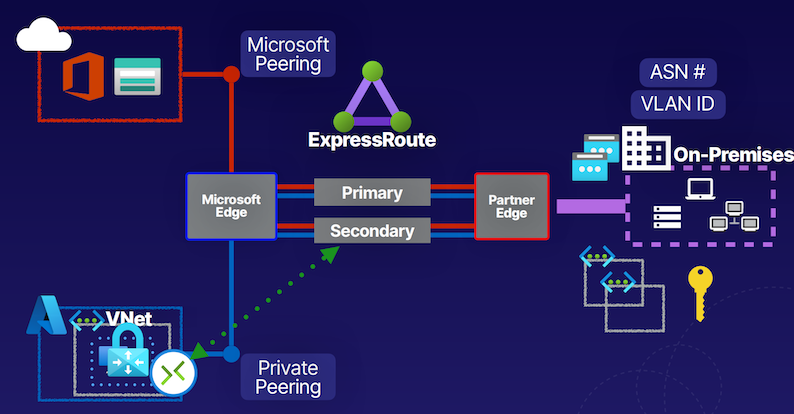 Microsoft
Peering
ASN #
VLAN ID
ExpressRoute
On-Premises
Microsoft
Edge
Primary
Secondary
Partner
Edge
VNet
Private
Peering